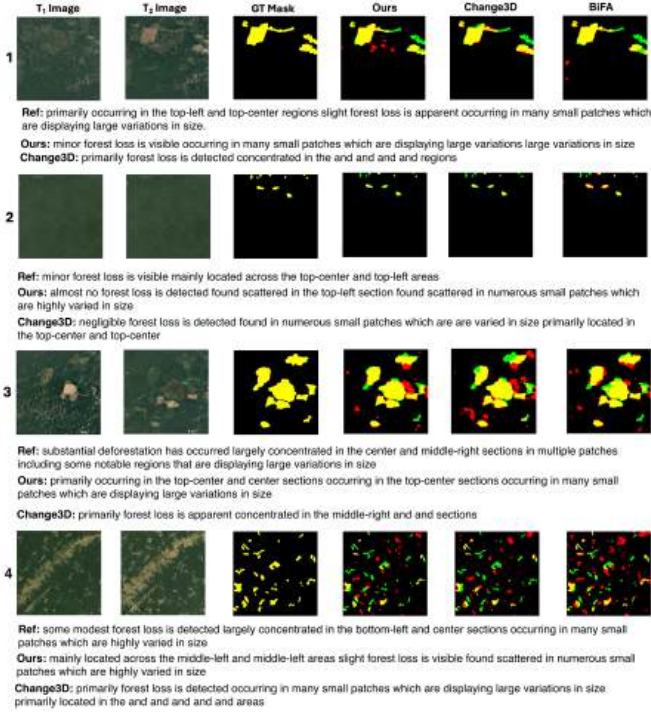 T₁ Image T₂ Image GT Mask Ours Change3D BiFA
1
Ref: primarily occurring in the top-left and top-center regions slight forest loss is apparent occurring in many small patches which
are displaying large variations in size.
Ours: minor forest loss is visible occurring in many small patches which are displaying large variations large variations in size
Change3D: primarily forest loss is detected concentrated in the and and and and regions
2
Ref: minor forest loss is visible mainly located across the top-center and top-left areas
Ours: almost no forest loss is detected found scattered in the top-left section found scattered in numerous small patches which
are highly varied in size
Change3D: negligible forest loss is detected found in numerous small patches which are are varied in size primarily located in
the top-center and top-center
3
Ref: substantial deforestation has occurred largely concentrated in the center and middle-right sections in multiple patches
including some notable regions that are displaying large variations in size
Ours: primarily occurring in the top-center and center sections occurring in the top-center sections occurring in many small
patches which are displaying large variations in size
Change3D: primarily forest loss is apparent concentrated in the middle-right and and sections
4
Ref: some modest forest loss is detected largely concentrated in the bottom-left and center sections occurring in many small
patches which are highly varied in size
Ours: mainly located across the middle-left and middle-left areas slight forest loss is visible found scattered in numerous small
patches which are highly varied in size
Change3D: primarily forest loss is detected occurring in many small patches which are displaying large variations in size
primarily located in the and and and and and areas